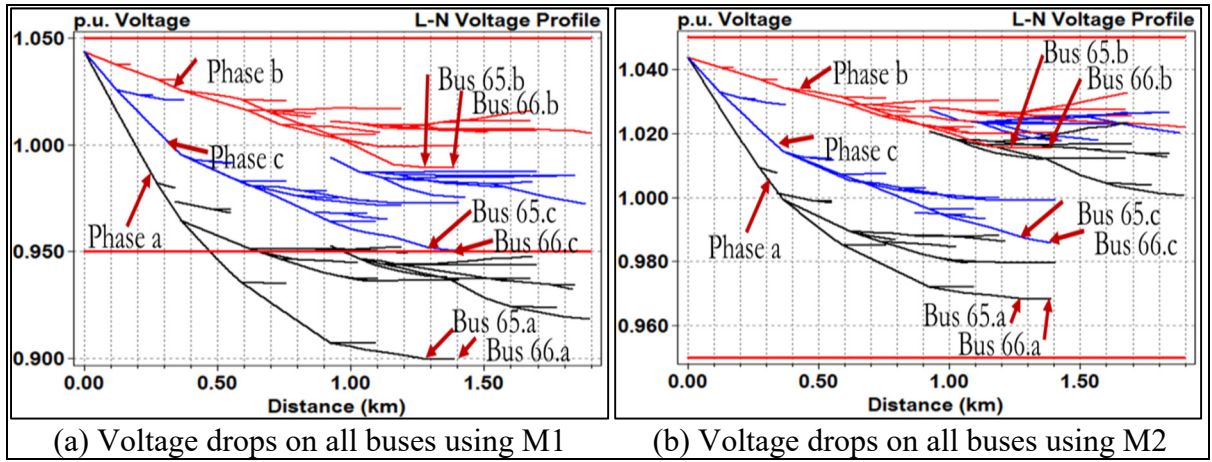 p.u. Voltage L-N Voltage Profile
1.050
1.000
0.950
0.900
Phase b
Phase c
Phase a
Bus 65.b
Bus 66.b
Bus 65.c
Bus 66.c
Bus 65.a
Bus 66.a
0.00 0.50 1.00 1.50
Distance (km)
(a) Voltage drops on all buses using M1
p.u. Voltage L-N Voltage Profile
1.040
1.020
1.000
0.980
0.960
Phase b
Phase c
Phase a
Bus 65.b
Bus 66.b
Bus 65.c
Bus 66.c
Bus 65.a
Bus 66.a
0.00 0.50 1.00 1.50
Distance (km)
(b) Voltage drops on all buses using M2